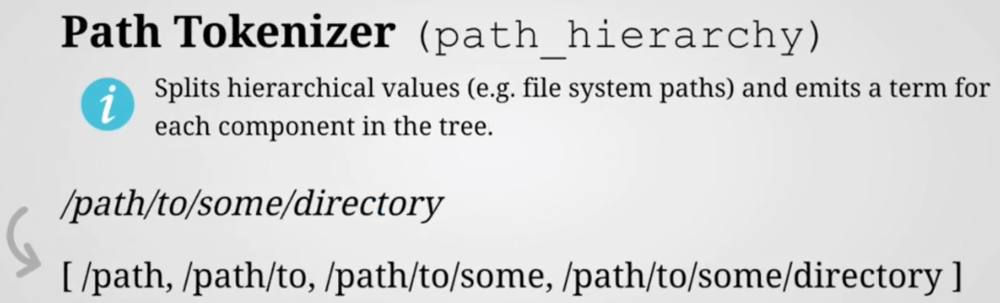 Path Tokenizer (path_hierarchy)
i
Splits hierarchical values (e.g. file system paths) and emits a term for
each component in the tree.
/path/to/some/directory
[ /path, /path/to, /path/to/some, /path/to/some/directory ]